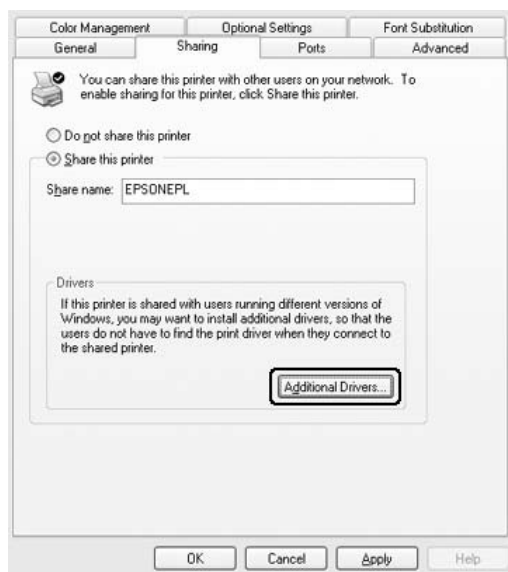 Color Management Optional Settings Font Substitution
General Sharing Ports Advanced
You can share this printer with other users on your network. To
enable sharing for this printer, click Share this printer.
Do not share this printer
Share this printer
Share name: EPSONEPL
Drivers
If this printer is shared with users running different versions of
Windows, you may want to install additional drivers, so that the
users do not have to find the print driver when they connect to
the shared printer.
Additional Drivers...
OK Cancel Apply Help